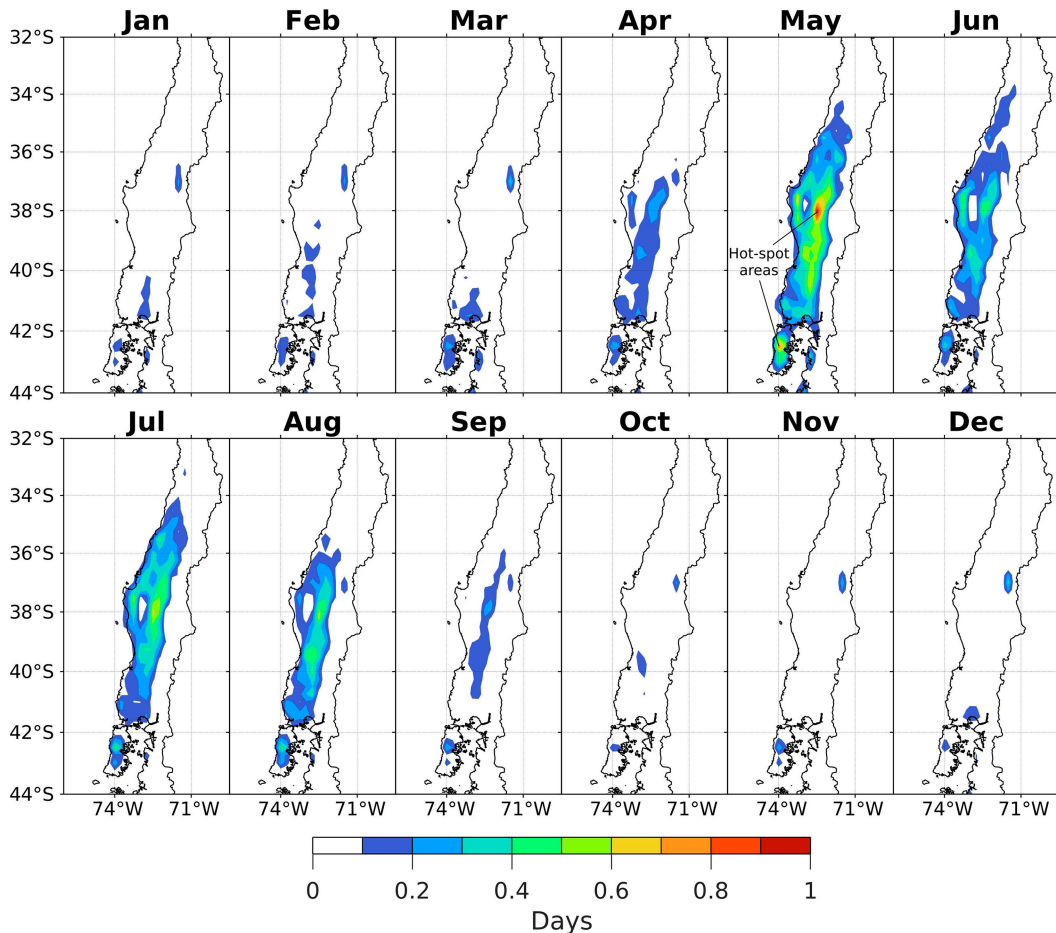 Jan Feb Mar Apr May Jun
32°S
34°S
36°S
38°S
Hot-spot
areas
40°S
42°S
44°S
Jul Aug Sep Oct Nov Dec
32°S
34°S
36°S
38°S
40°S
42°S
44°S
74°W 71°W 74°W 71°W 74°W 71°W 74°W 71°W 74°W 71°W 74°W 71°W
0 0.2 0.4 0.6 0.8 1
Days